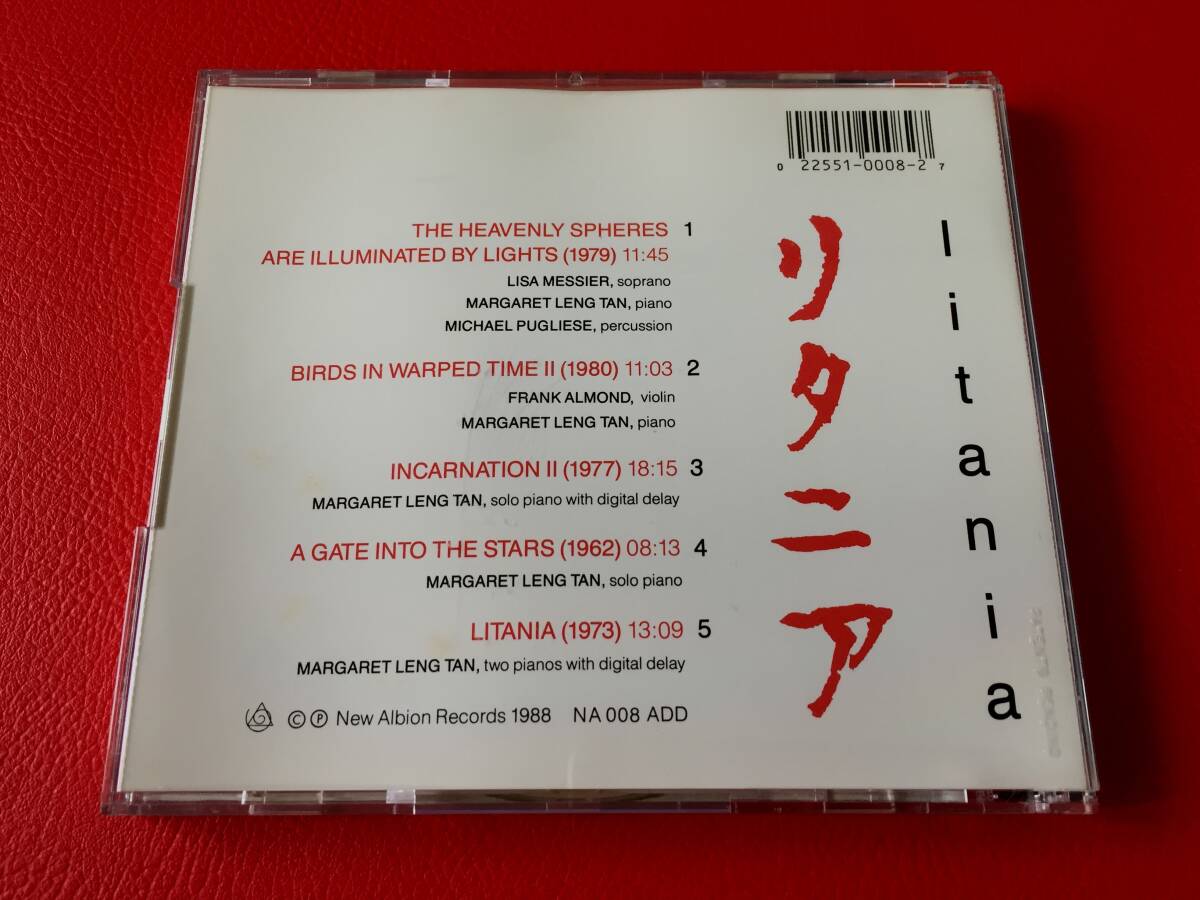 0 22551-0008-2 7
THE HEAVENLY SPHERES 1
ARE ILLUMINATED BY LIGHTS (1979) 11:45
LISA MESSIER, soprano
MARGARET LENG TAN, piano
MICHAEL PUGLIESE, percussion
BIRDS IN WARPED TIME II (1980) 11:03 2
FRANK ALMOND, violin
MARGARET LENG TAN, piano
INCARNATION II (1977) 18:15 3
MARGARET LENG TAN, solo piano with digital delay
A GATE INTO THE STARS (1962) 08:13 4
MARGARET LENG TAN, solo piano
LITANIA (1973) 13:09 5
MARGARET LENG TAN, two pianos with digital delay
© ℗ New Albion Records 1988 NA 008 ADD
リタニア
litania